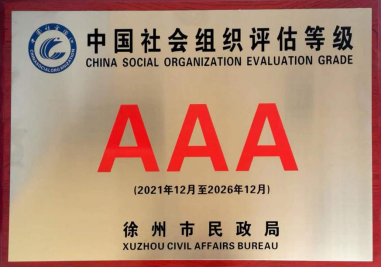 中国社会组织评估等级
CHINA SOCIAL ORGANIZATION EVALUATION GRADE
AAA
(2021年12月至2026年12月)
徐州市民政局
XUZHOU CIVIL AFFAIRS BUREAU